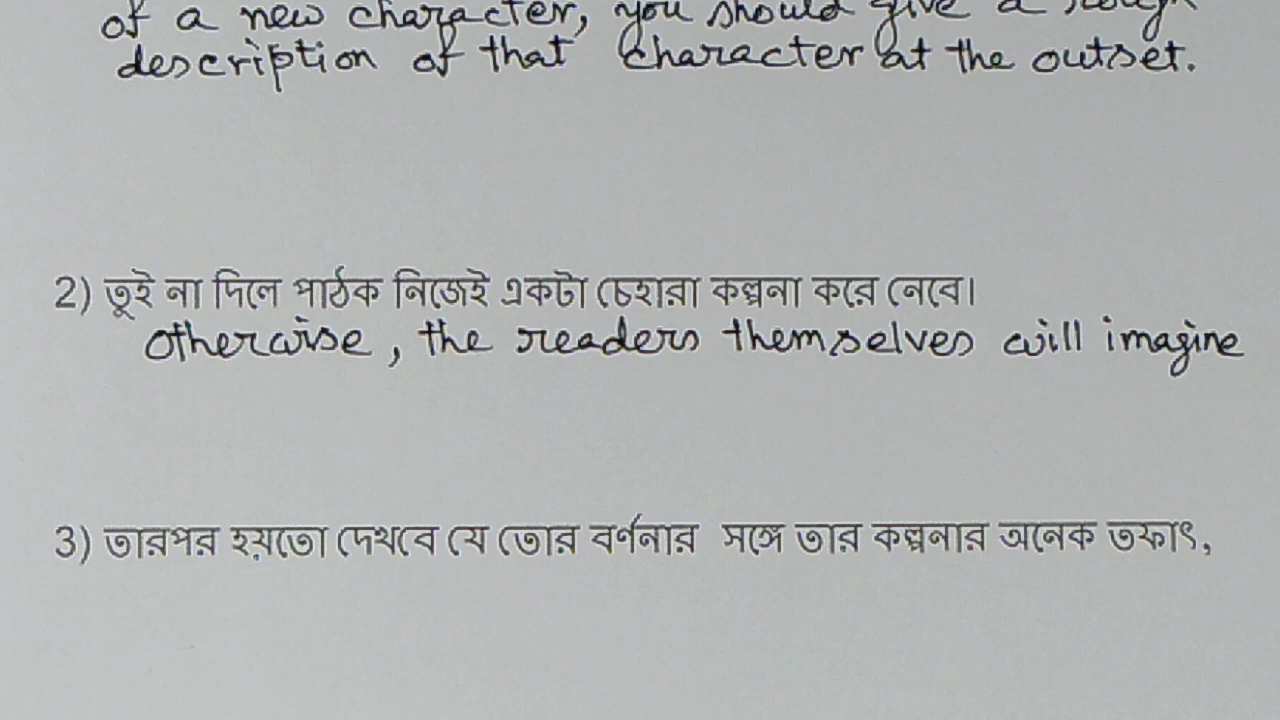 of a new character, you should give a rough
description of that character at the outset.
2) তুই না দিলে পাঠক নিজেই একটা চেহারা কল্পনা করে নেবে।
Otherwise, the readers themselves will imagine
3) তারপর হয়তো দেখবে যে তোর বর্ণনার সঙ্গে তার কল্পনার অনেক তফাৎ,